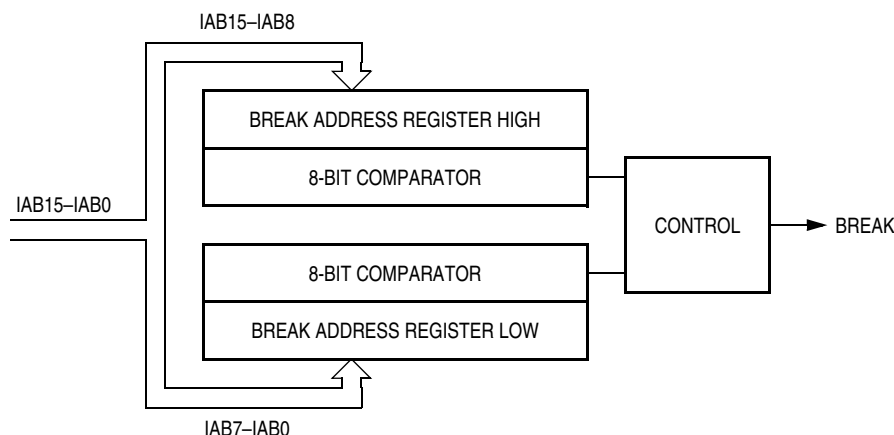 IAB15–IAB8
BREAK ADDRESS REGISTER HIGH
8-BIT COMPARATOR
IAB15–IAB0
CONTROL
BREAK
8-BIT COMPARATOR
BREAK ADDRESS REGISTER LOW
IAB7–IAB0